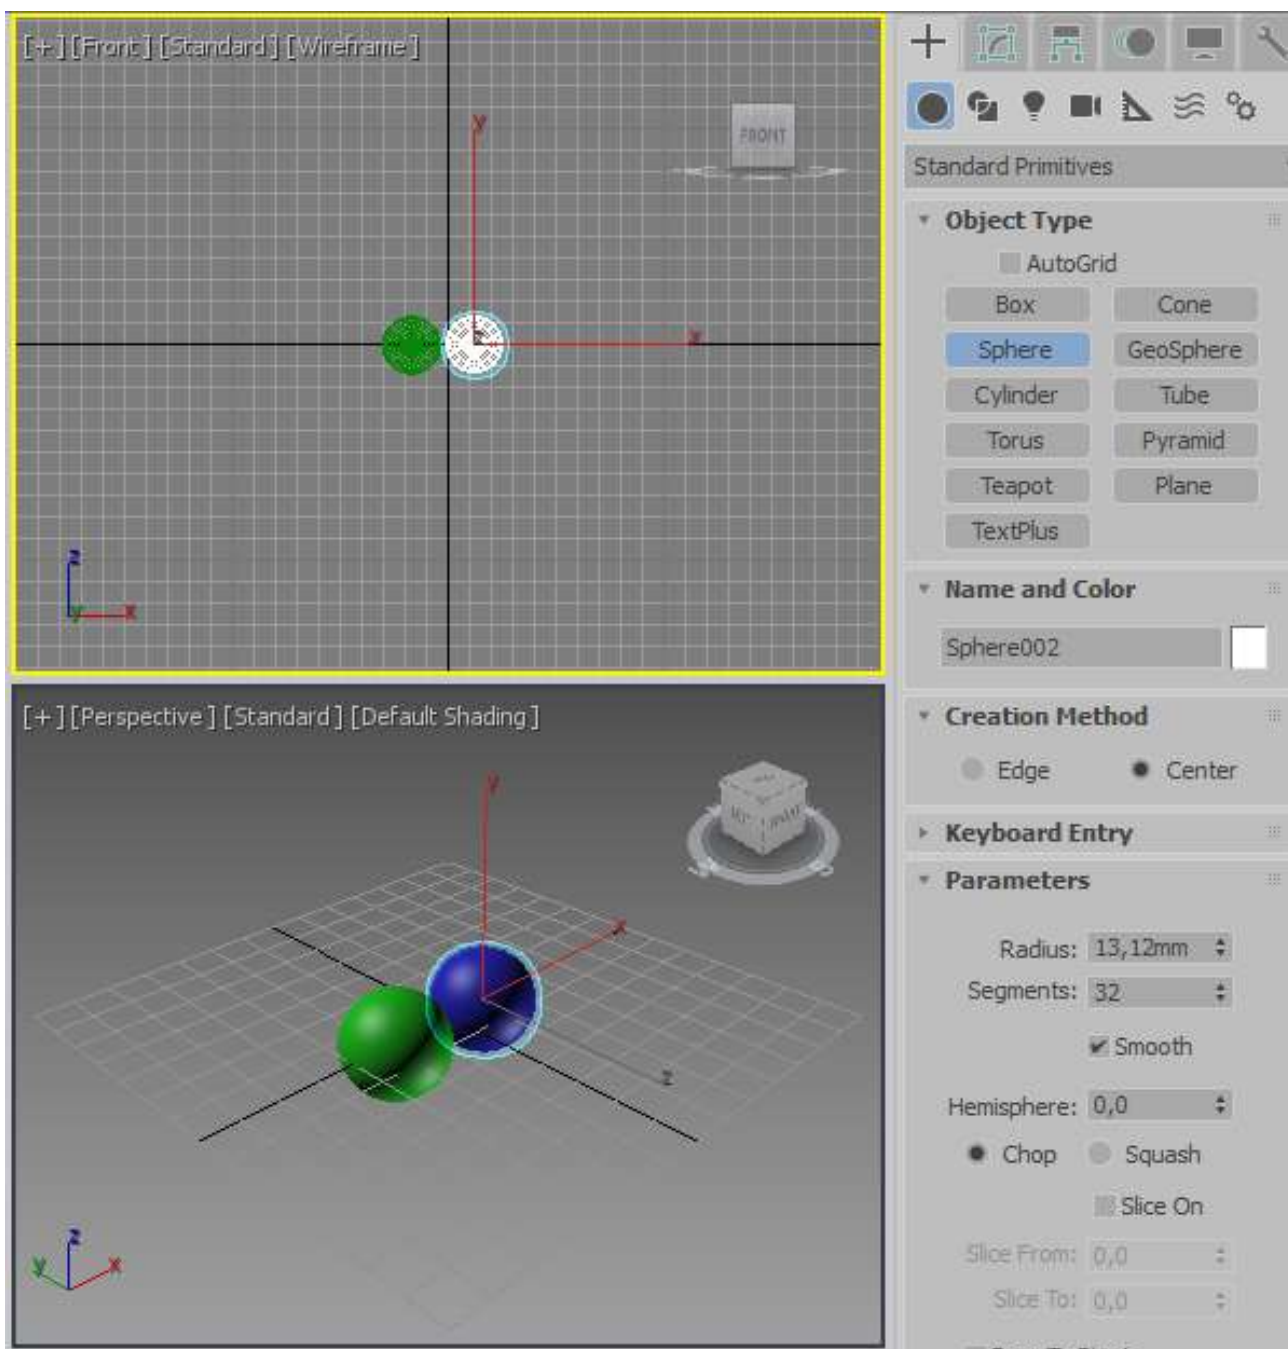 [+][Front][Standard][Wireframe]
y
FRONT
x
z
z
y x
[+][Perspective][Standard][Default Shading]
y
x
z
z
y x
Standard Primitives
Object Type
AutoGrid
Box Cone
Sphere GeoSphere
Cylinder Tube
Torus Pyramid
Teapot Plane
TextPlus
Name and Color
Sphere002
Creation Method
Edge Center
Keyboard Entry
Parameters
Radius: 13,12mm
Segments: 32
Smooth
Hemisphere: 0,0
Chop Squash
Slice On
Slice From: 0,0
Slice To: 0,0